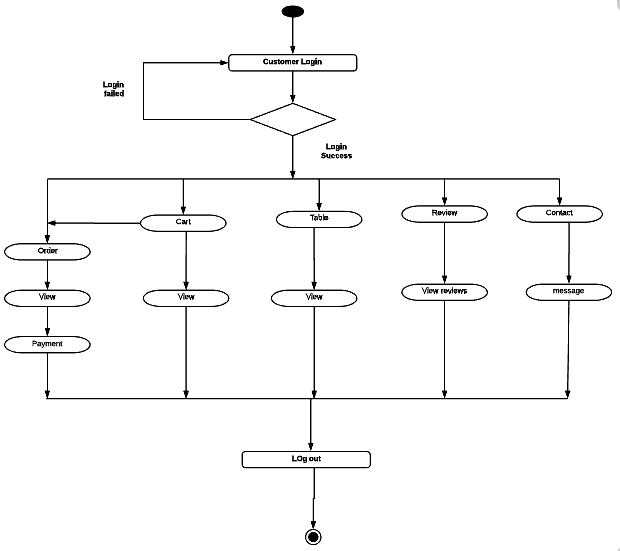 Customer Login
Login
failed
Login
Success
Cart
Table
Review
Contact
Order
View
View
View
View reviews
message
Payment
LOg out